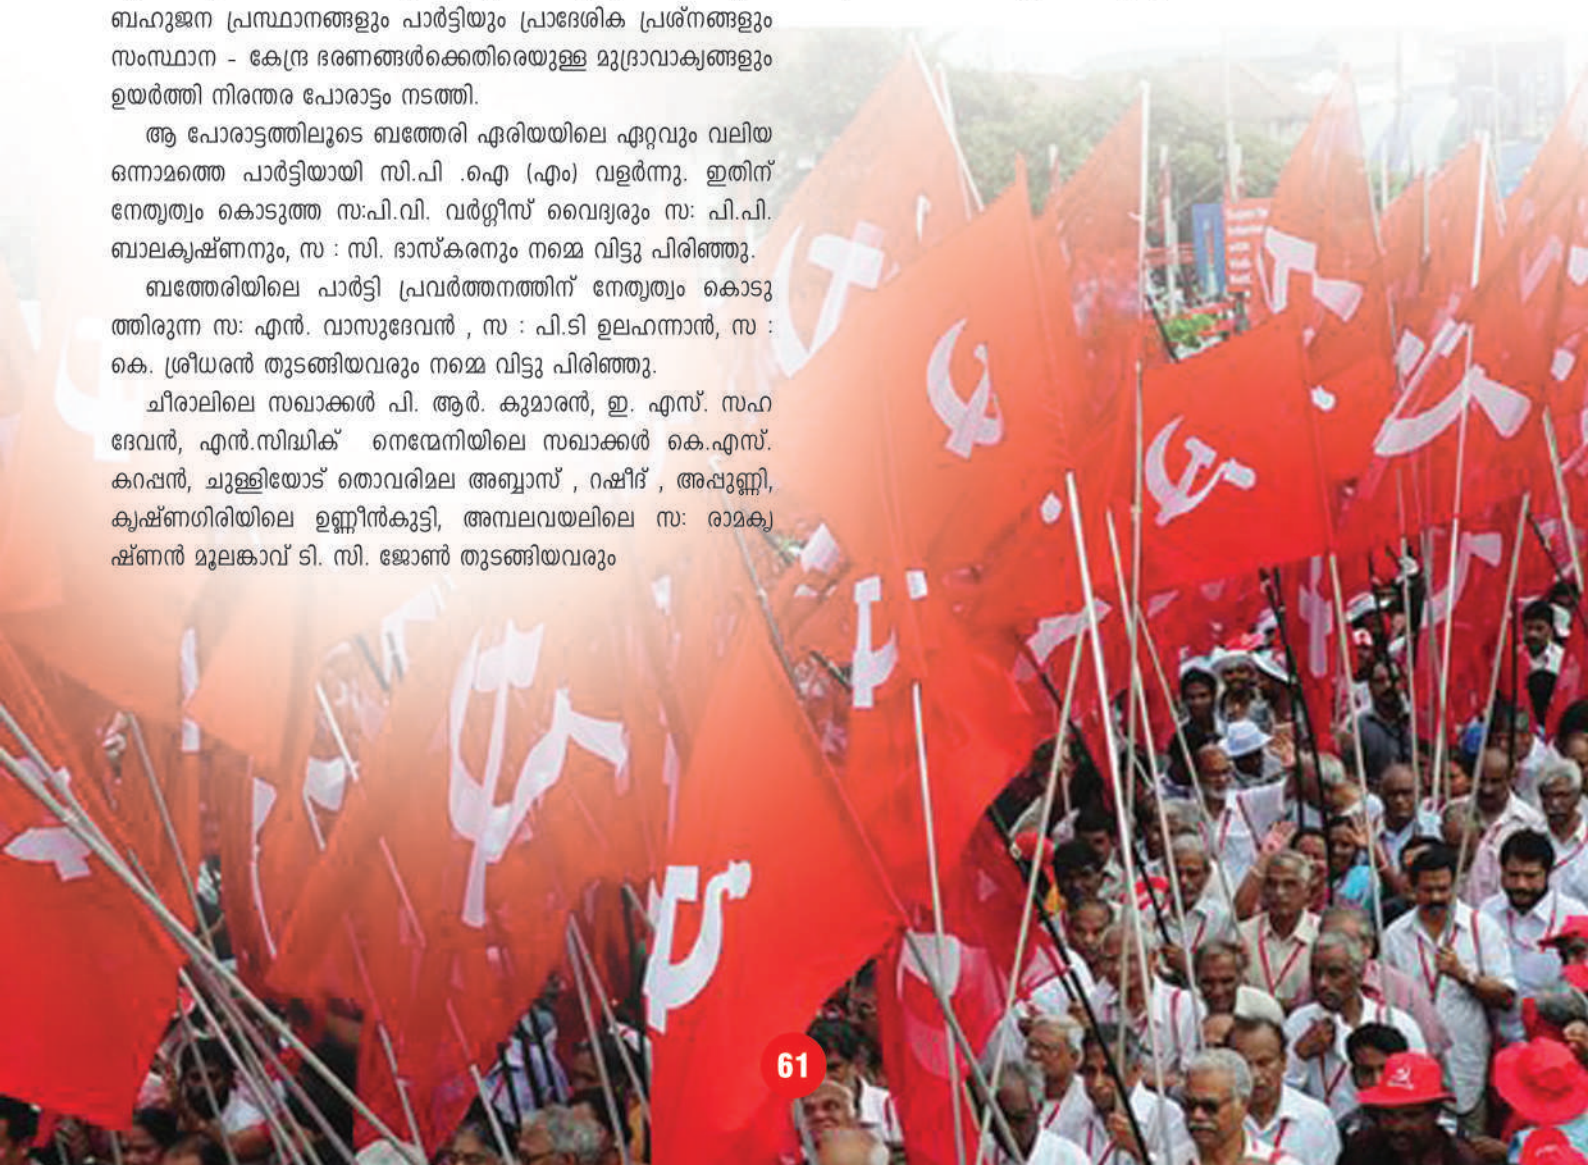 ബഹുജന പ്രസ്ഥാനങ്ങളും പാർട്ടിയും പ്രാദേശിക പ്രശ്നങ്ങളും
സംസ്ഥാന - കേന്ദ്ര ഭരണങ്ങൾക്കെതിരെയുള്ള മുദ്രാവാക്യങ്ങളും
ഉയർത്തി നിരന്തര പോരാട്ടം നടത്തി.
ആ പോരാട്ടത്തിലൂടെ ബത്തേരി ഏരിയയിലെ ഏറ്റവും വലിയ
ഒന്നാമത്തെ പാർട്ടിയായി സി.പി .ഐ (എം) വളർന്നു. ഇതിന്
നേതൃത്വം കൊടുത്ത സ:പി.വി. വർഗ്ഗീസ് വൈദ്യരും സ: പി.പി.
ബാലകൃഷ്ണനും, സ : സി. ഭാസ്കരനും നമ്മെ വിട്ടു പിരിഞ്ഞു.
ബത്തേരിയിലെ പാർട്ടി പ്രവർത്തനത്തിന് നേതൃത്വം കൊടു
ത്തിരുന്ന സ: എൻ. വാസുദേവൻ , സ : പി.ടി ഉലഹന്നാൻ, സ :
കെ. ശ്രീധരൻ തുടങ്ങിയവരും നമ്മെ വിട്ടു പിരിഞ്ഞു.
ചീരാലിലെ സഖാക്കൾ പി. ആർ. കുമാരൻ, ഇ. എസ്. സഹ
ദേവൻ, എൻ.സിദ്ധിക് നെന്മേനിയിലെ സഖാക്കൾ കെ.എസ്.
കറപ്പൻ, ചുള്ളിയോട് തൊവരിമല അബ്ബാസ് , റഷീദ് , അപ്പുണ്ണി,
കൃഷ്ണഗിരിയിലെ ഉണ്ണീൻകുട്ടി, അമ്പലവയലിലെ സ: രാമകൃ
ഷ്ണൻ മൂലങ്കാവ് ടി. സി. ജോൺ തുടങ്ങിയവരും
61